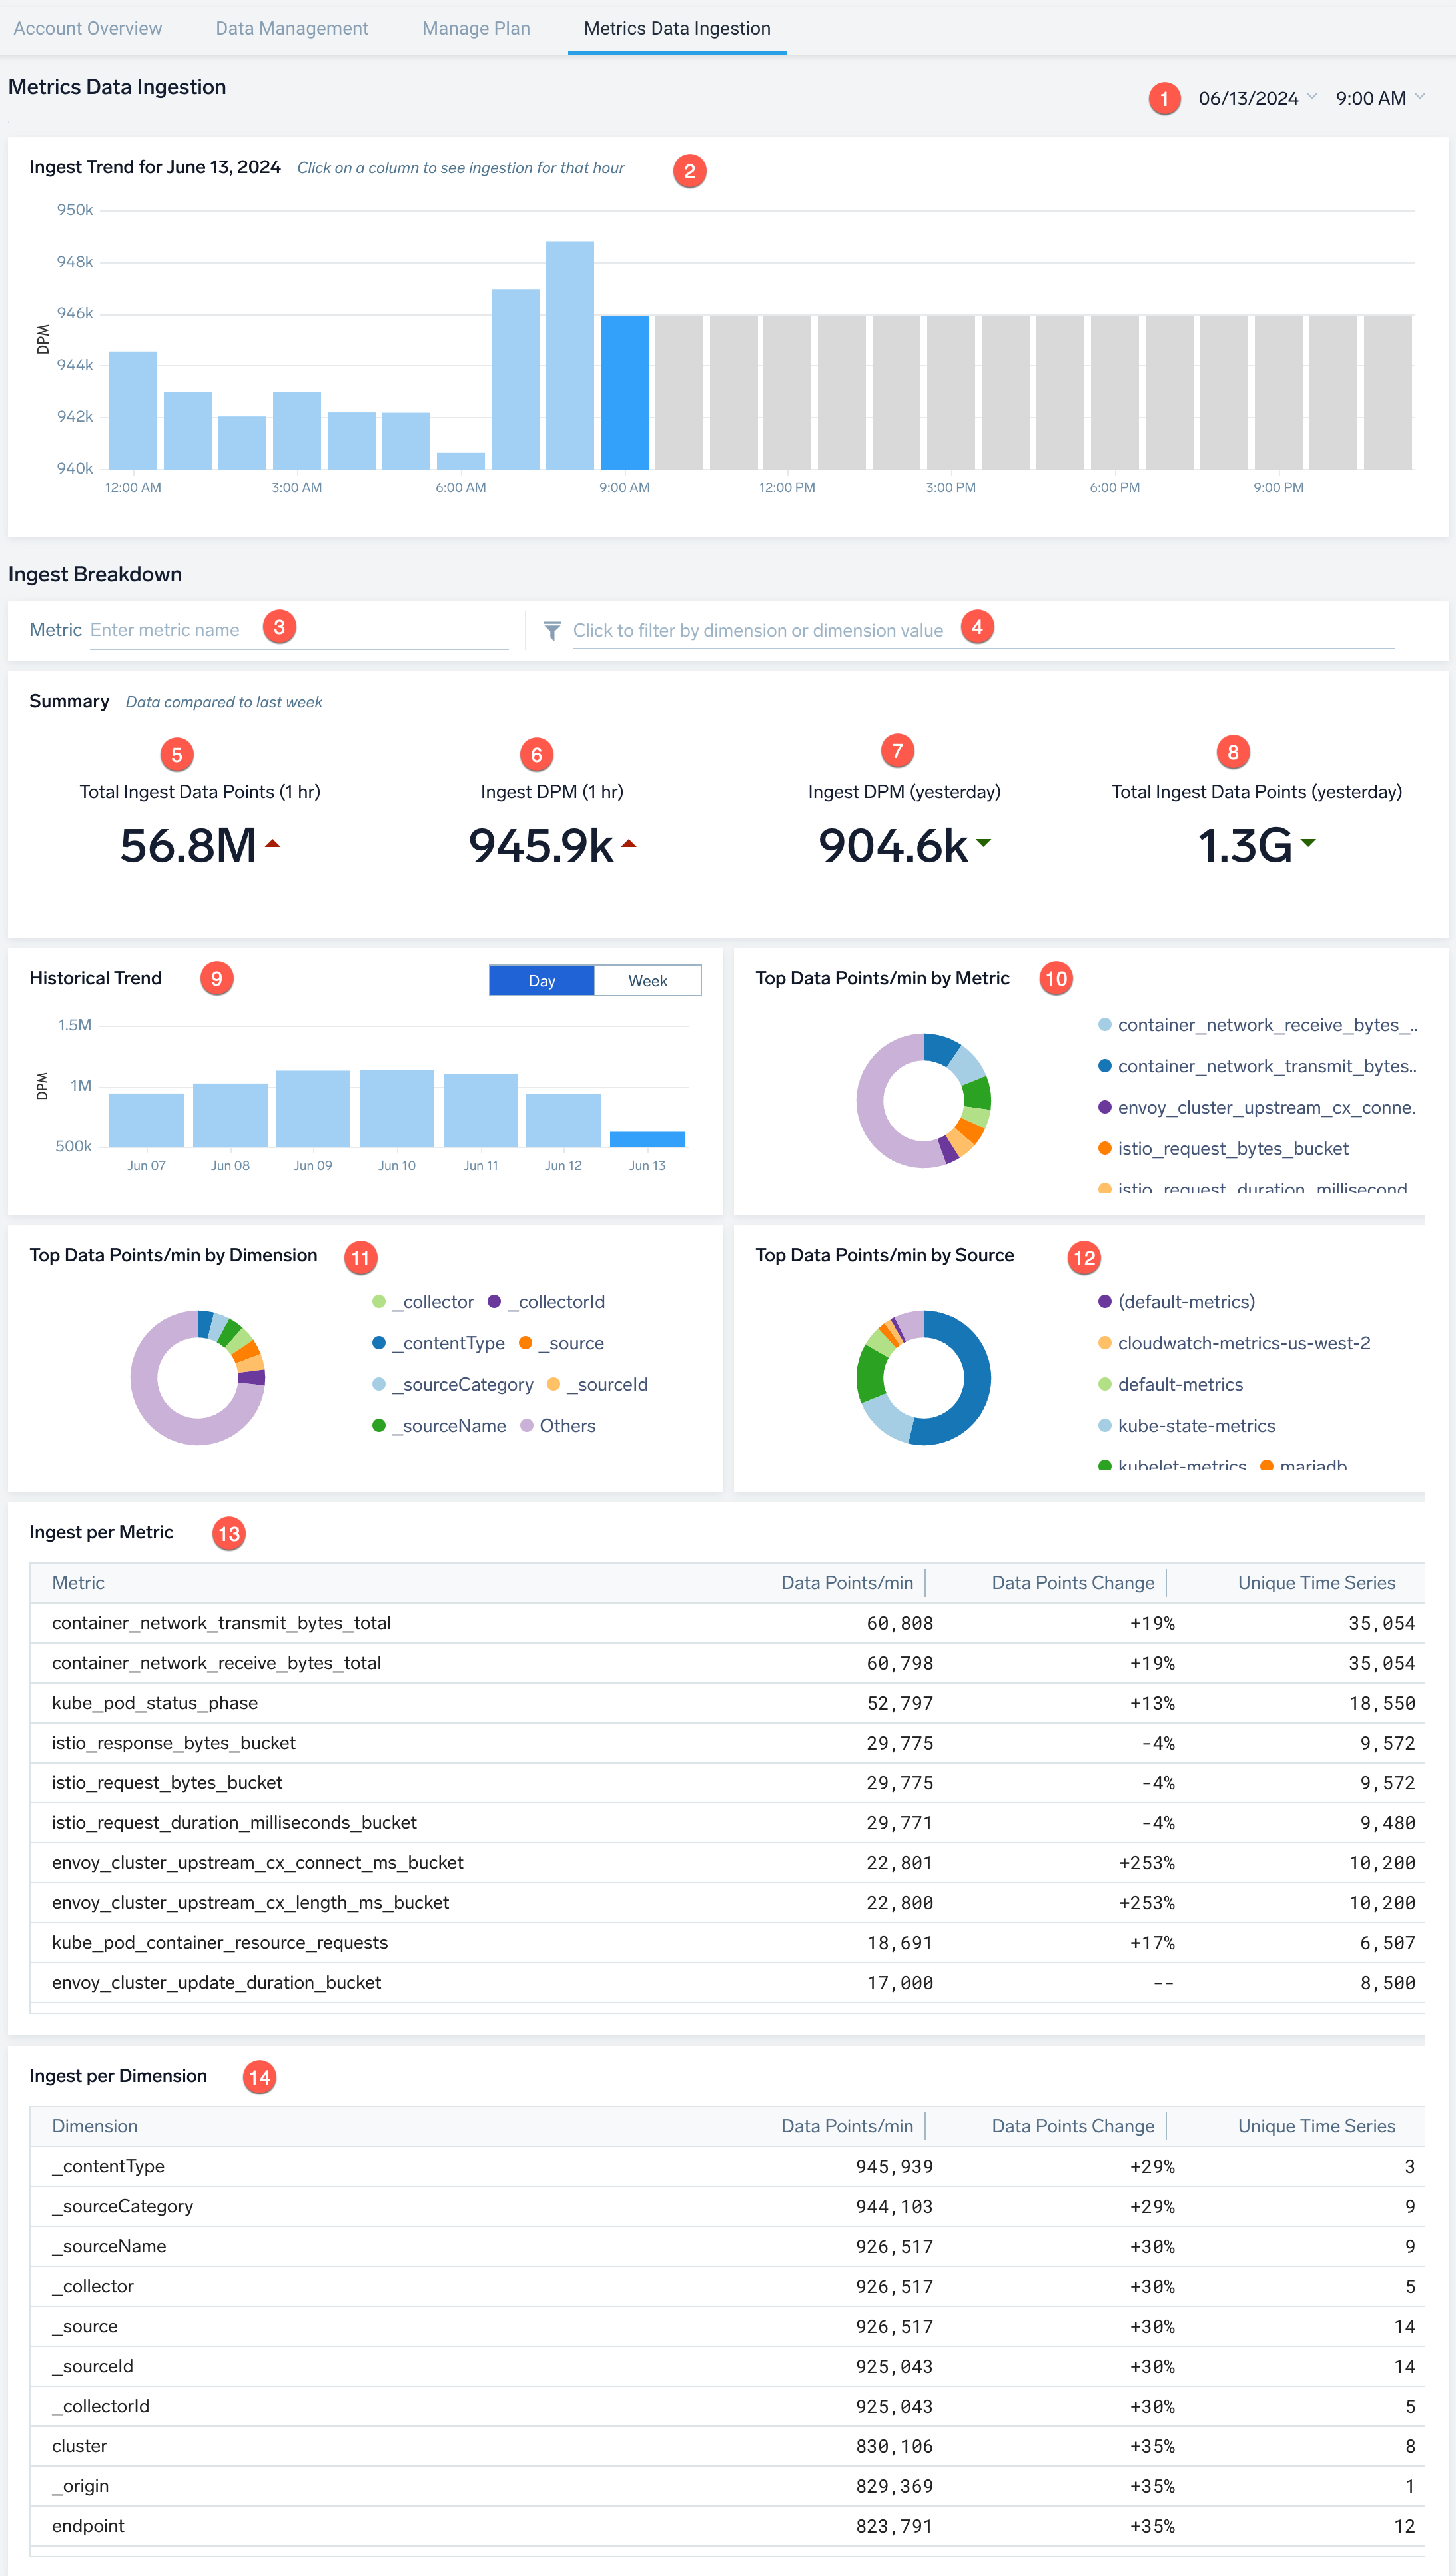 Account Overview Data Management Manage Plan Metrics Data Ingestion
Metrics Data Ingestion
1 06/13/2024 9:00 AM
Ingest Trend for June 13, 2024 Click on a column to see ingestion for that hour 2
950k
948k
946k
944k
942k
940k
DPM
12:00 AM 3:00 AM 6:00 AM 9:00 AM 12:00 PM 3:00 PM 6:00 PM 9:00 PM
Ingest Breakdown
Metric Enter metric name 3 Click to filter by dimension or dimension value 4
Summary Data compared to last week
5 6 7 8
Total Ingest Data Points (1 hr) Ingest DPM (1 hr) Ingest DPM (yesterday) Total Ingest Data Points (yesterday)
56.8M 945.9k 904.6k 1.3G
Historical Trend 9 Day Week
1.5M
1M
500k
DPM
Jun 07 Jun 08 Jun 09 Jun 10 Jun 11 Jun 12 Jun 13
Top Data Points/min by Metric 10
container_network_receive_bytes_..
container_network_transmit_bytes..
envoy_cluster_upstream_cx_conne..
istio_request_bytes_bucket
istio_request_duration_millisecond
Top Data Points/min by Dimension 11
_collector _collectorId
_contentType _source
_sourceCategory _sourceId
_sourceName Others
Top Data Points/min by Source 12
(default-metrics)
cloudwatch-metrics-us-west-2
default-metrics
kube-state-metrics
kubelet-metrics mariadb
Ingest per Metric 13
Metric Data Points/min Data Points Change Unique Time Series
container_network_transmit_bytes_total 60,808 +19% 35,054
container_network_receive_bytes_total 60,798 +19% 35,054
kube_pod_status_phase 52,797 +13% 18,550
istio_response_bytes_bucket 29,775 -4% 9,572
istio_request_bytes_bucket 29,775 -4% 9,572
istio_request_duration_milliseconds_bucket 29,771 -4% 9,480
envoy_cluster_upstream_cx_connect_ms_bucket 22,801 +253% 10,200
envoy_cluster_upstream_cx_length_ms_bucket 22,800 +253% 10,200
kube_pod_container_resource_requests 18,691 +17% 6,507
envoy_cluster_update_duration_bucket 17,000 -- 8,500
Ingest per Dimension 14
Dimension Data Points/min Data Points Change Unique Time Series
_contentType 945,939 +29% 3
_sourceCategory 944,103 +29% 9
_sourceName 926,517 +30% 9
_collector 926,517 +30% 5
_source 926,517 +30% 14
_sourceId 925,043 +30% 14
_collectorId 925,043 +30% 5
cluster 830,106 +35% 8
_origin 829,369 +35% 1
endpoint 823,791 +35% 12